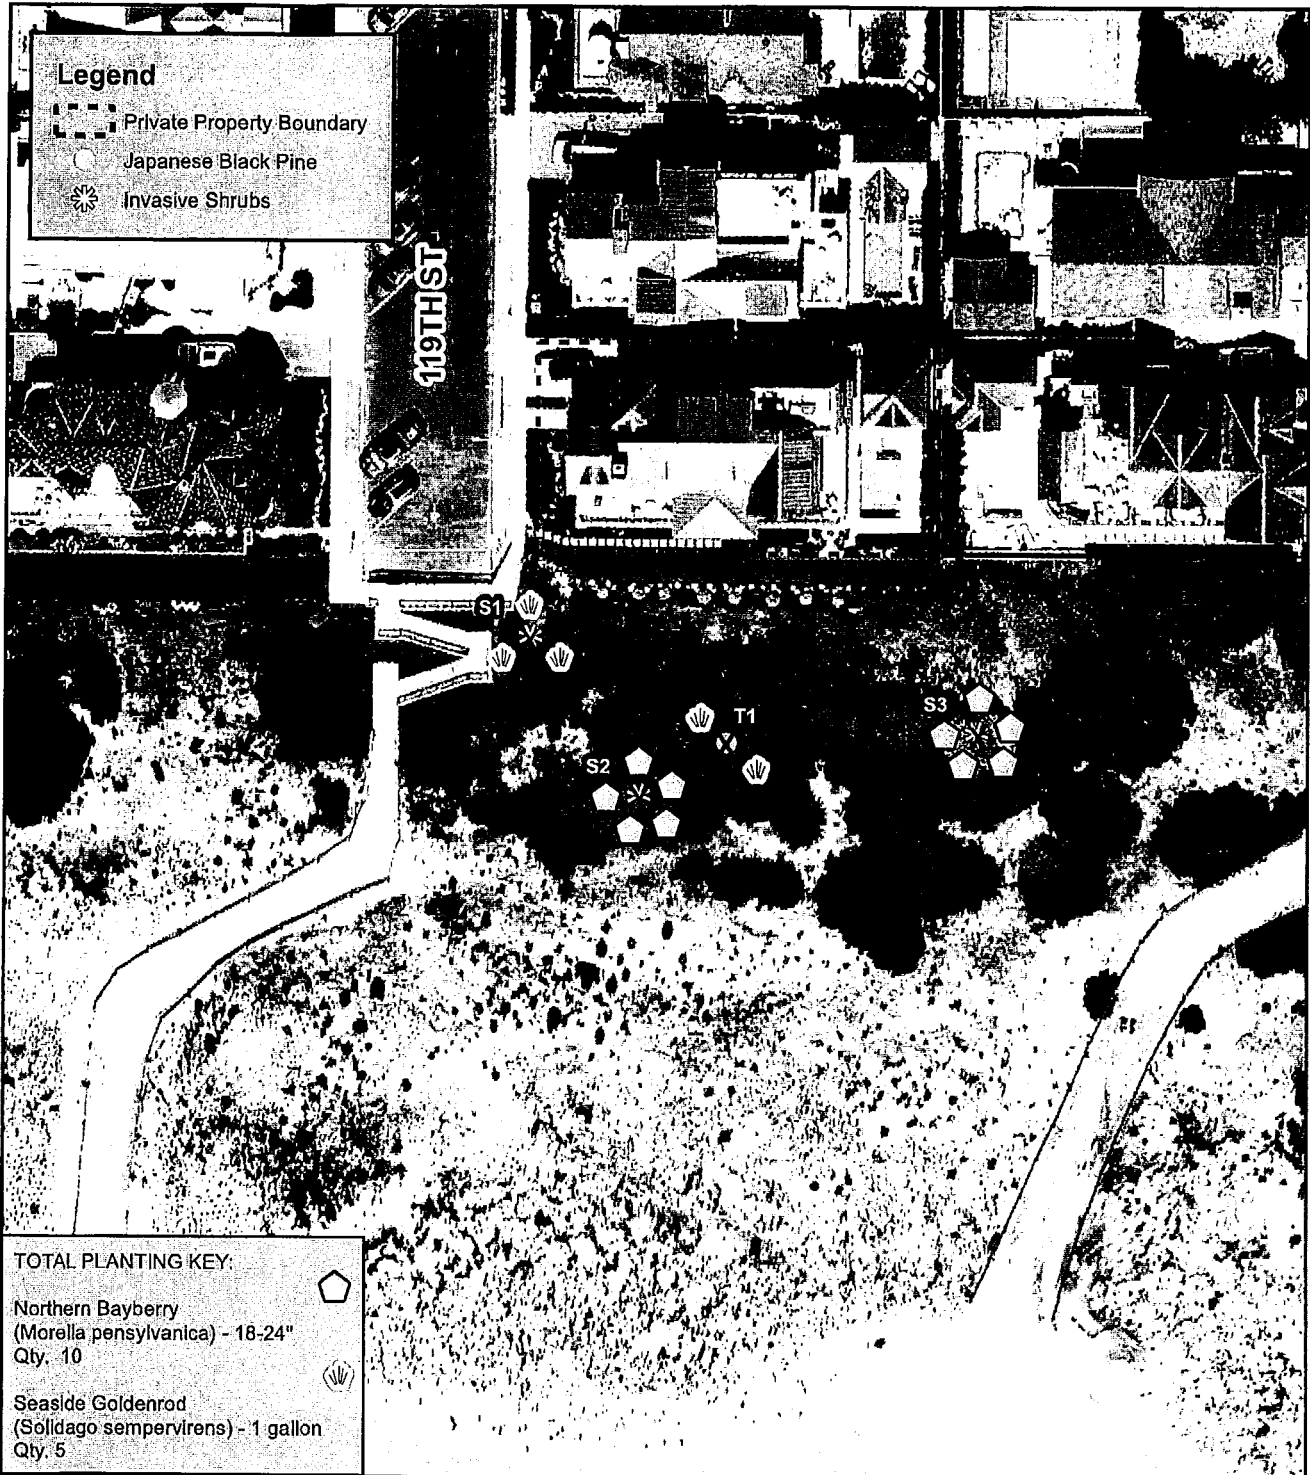 Legend
Private Property Boundary
Japanese Black Pine
Invasive Shrubs
119TH ST
S1
T1
S3
S2
TOTAL PLANTING KEY:
Northern Bayberry
(Morella pensylvanica) - 18-24"
Qty. 10
Seaside Goldenrod
(Solidago sempervirens) - 1 gallon
Qty. 5